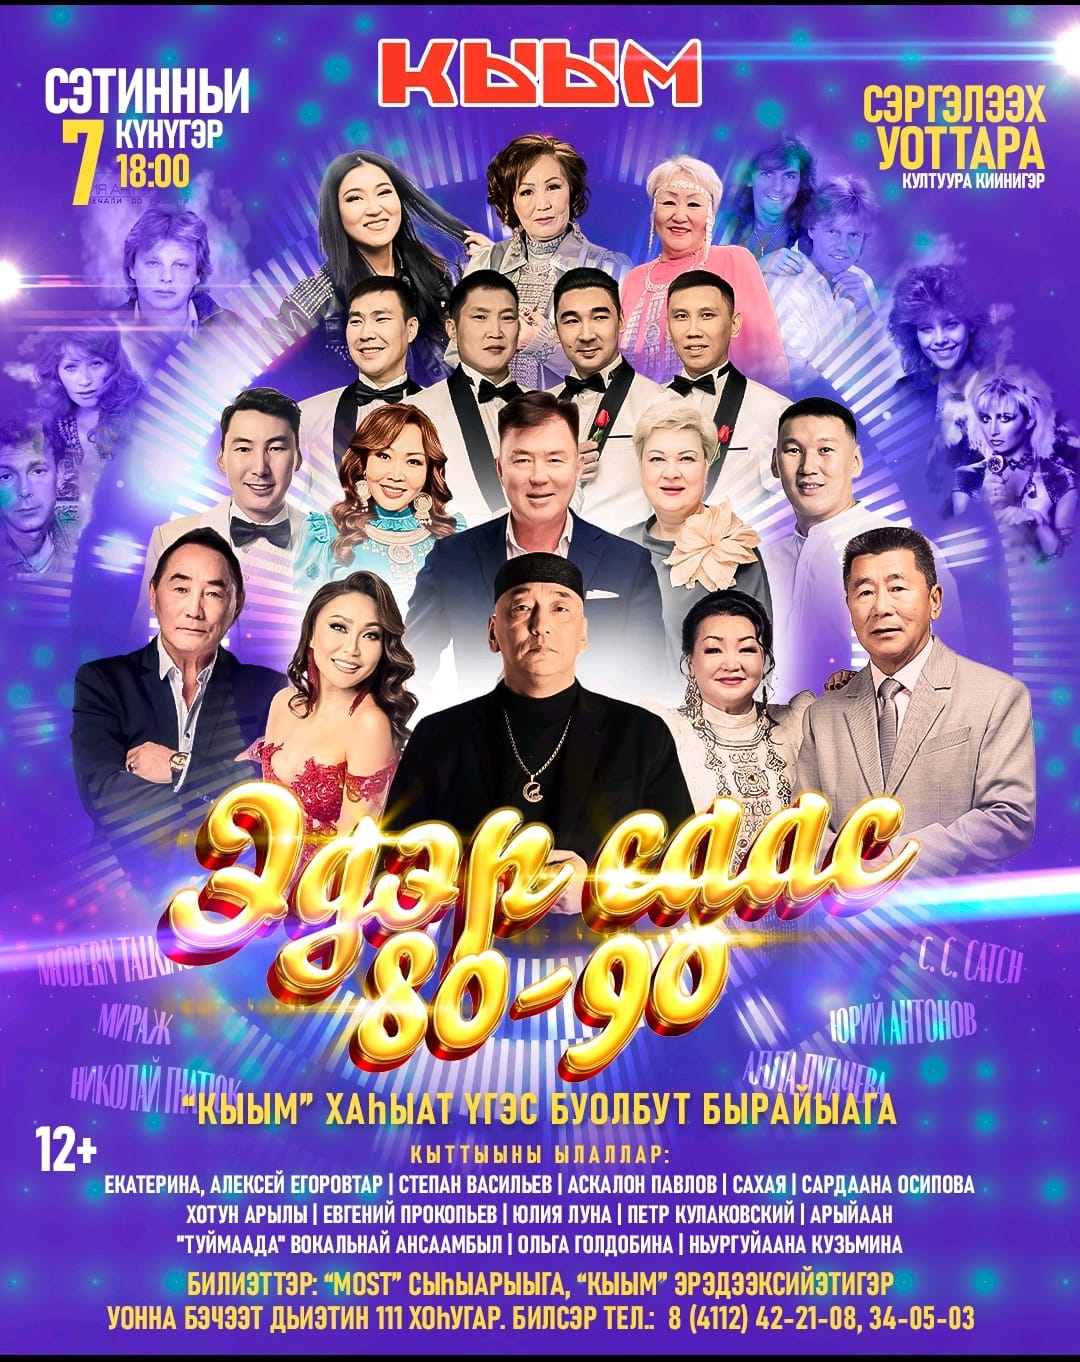 КЫЫМ
СЭТИННЬИ
7 КҮНҮГЭР
18:00
СЭРГЭЛЭЭХ
УОТТАРА
КУЛТУУРА КИИНИГЭР
Эдэр саас
80-90
MODERN TALKING
МИРАЖ
НИКОЛАЙ ГНАТЮК
C. C. CATCH
ЮРИЙ АНТОНОВ
АЛЛА ПУГАЧЕВА
“КЫЫМ” ХАҺЫАТ ҮГЭС БУОЛБУТ БЫРАЙЫАГА
12+
КЫТТЫЫНЫ ЫЛАЛЛАР:
ЕКАТЕРИНА, АЛЕКСЕЙ ЕГОРОВТАР | СТЕПАН ВАСИЛЬЕВ | АСКАЛОН ПАВЛОВ | САХАЯ | САРДААНА ОСИПОВА
ХОТУН АРЫЛЫ | ЕВГЕНИЙ ПРОКОПЬЕВ | ЮЛИЯ ЛУНА | ПЕТР КУЛАКОВСКИЙ | АРЫЙААН
"ТУЙМААДА" ВОКАЛЬНАЙ АНСААМБЫЛ | ОЛЬГА ГОЛДОБИНА | НЬУРГУЙААНА КУЗЬМИНА
БИЛИЭТТЭР: “MOST” СЫҺЫАРЫЫГА, “КЫЫМ” ЭРЭДЭЭКСИЙЭТИГЭР
УОННА БЭЧЭЭТ ДЬИЭТИН 111 ХОҺУГАР. БИЛСЭР ТЕЛ.: 8 (4112) 42-21-08, 34-05-03